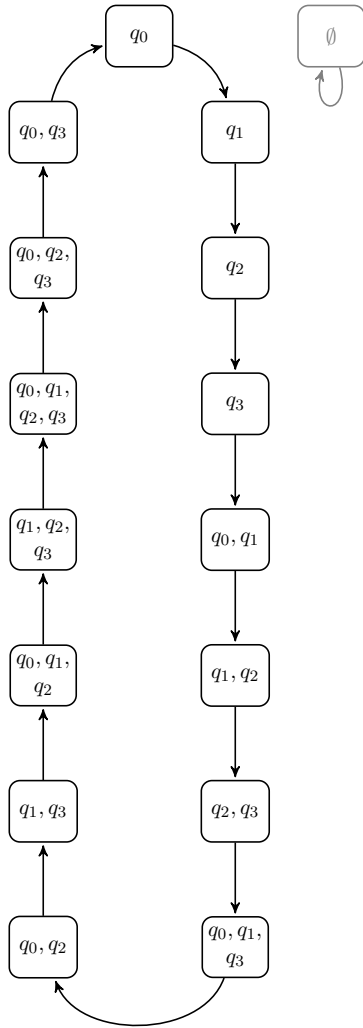 q₀
∅
q₀, q₃
q₁
q₀, q₂,
q₃
q₂
q₀, q₁,
q₂, q₃
q₃
q₁, q₂,
q₃
q₀, q₁
q₀, q₁,
q₂
q₁, q₂
q₁, q₃
q₂, q₃
q₀, q₂
q₀, q₁,
q₃